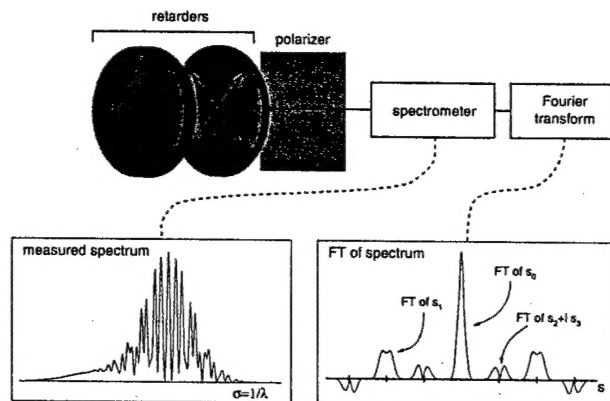 retarders
polarizer
spectrometer
Fourier
transform
measured spectrum
σ=1/λ
FT of spectrum
FT of s₀
FT of s₁
FT of s₂+i s₃
s